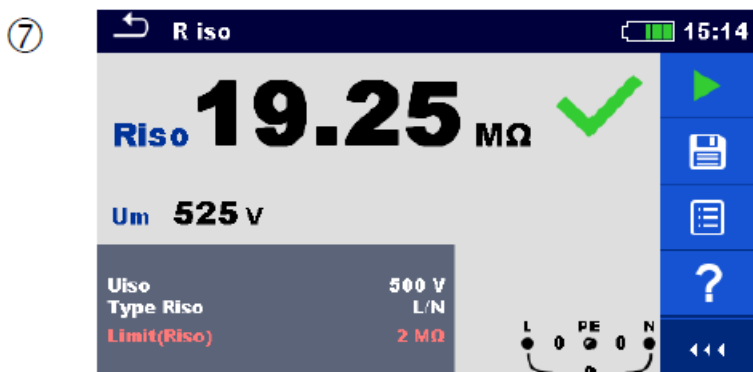 ⑦
R iso 15:14
Riso 19.25 MΩ
Um 525 V
Uiso 500 V
Type Riso L/N
Limit(Riso) 2 MΩ
?
L PE N
0 0
0